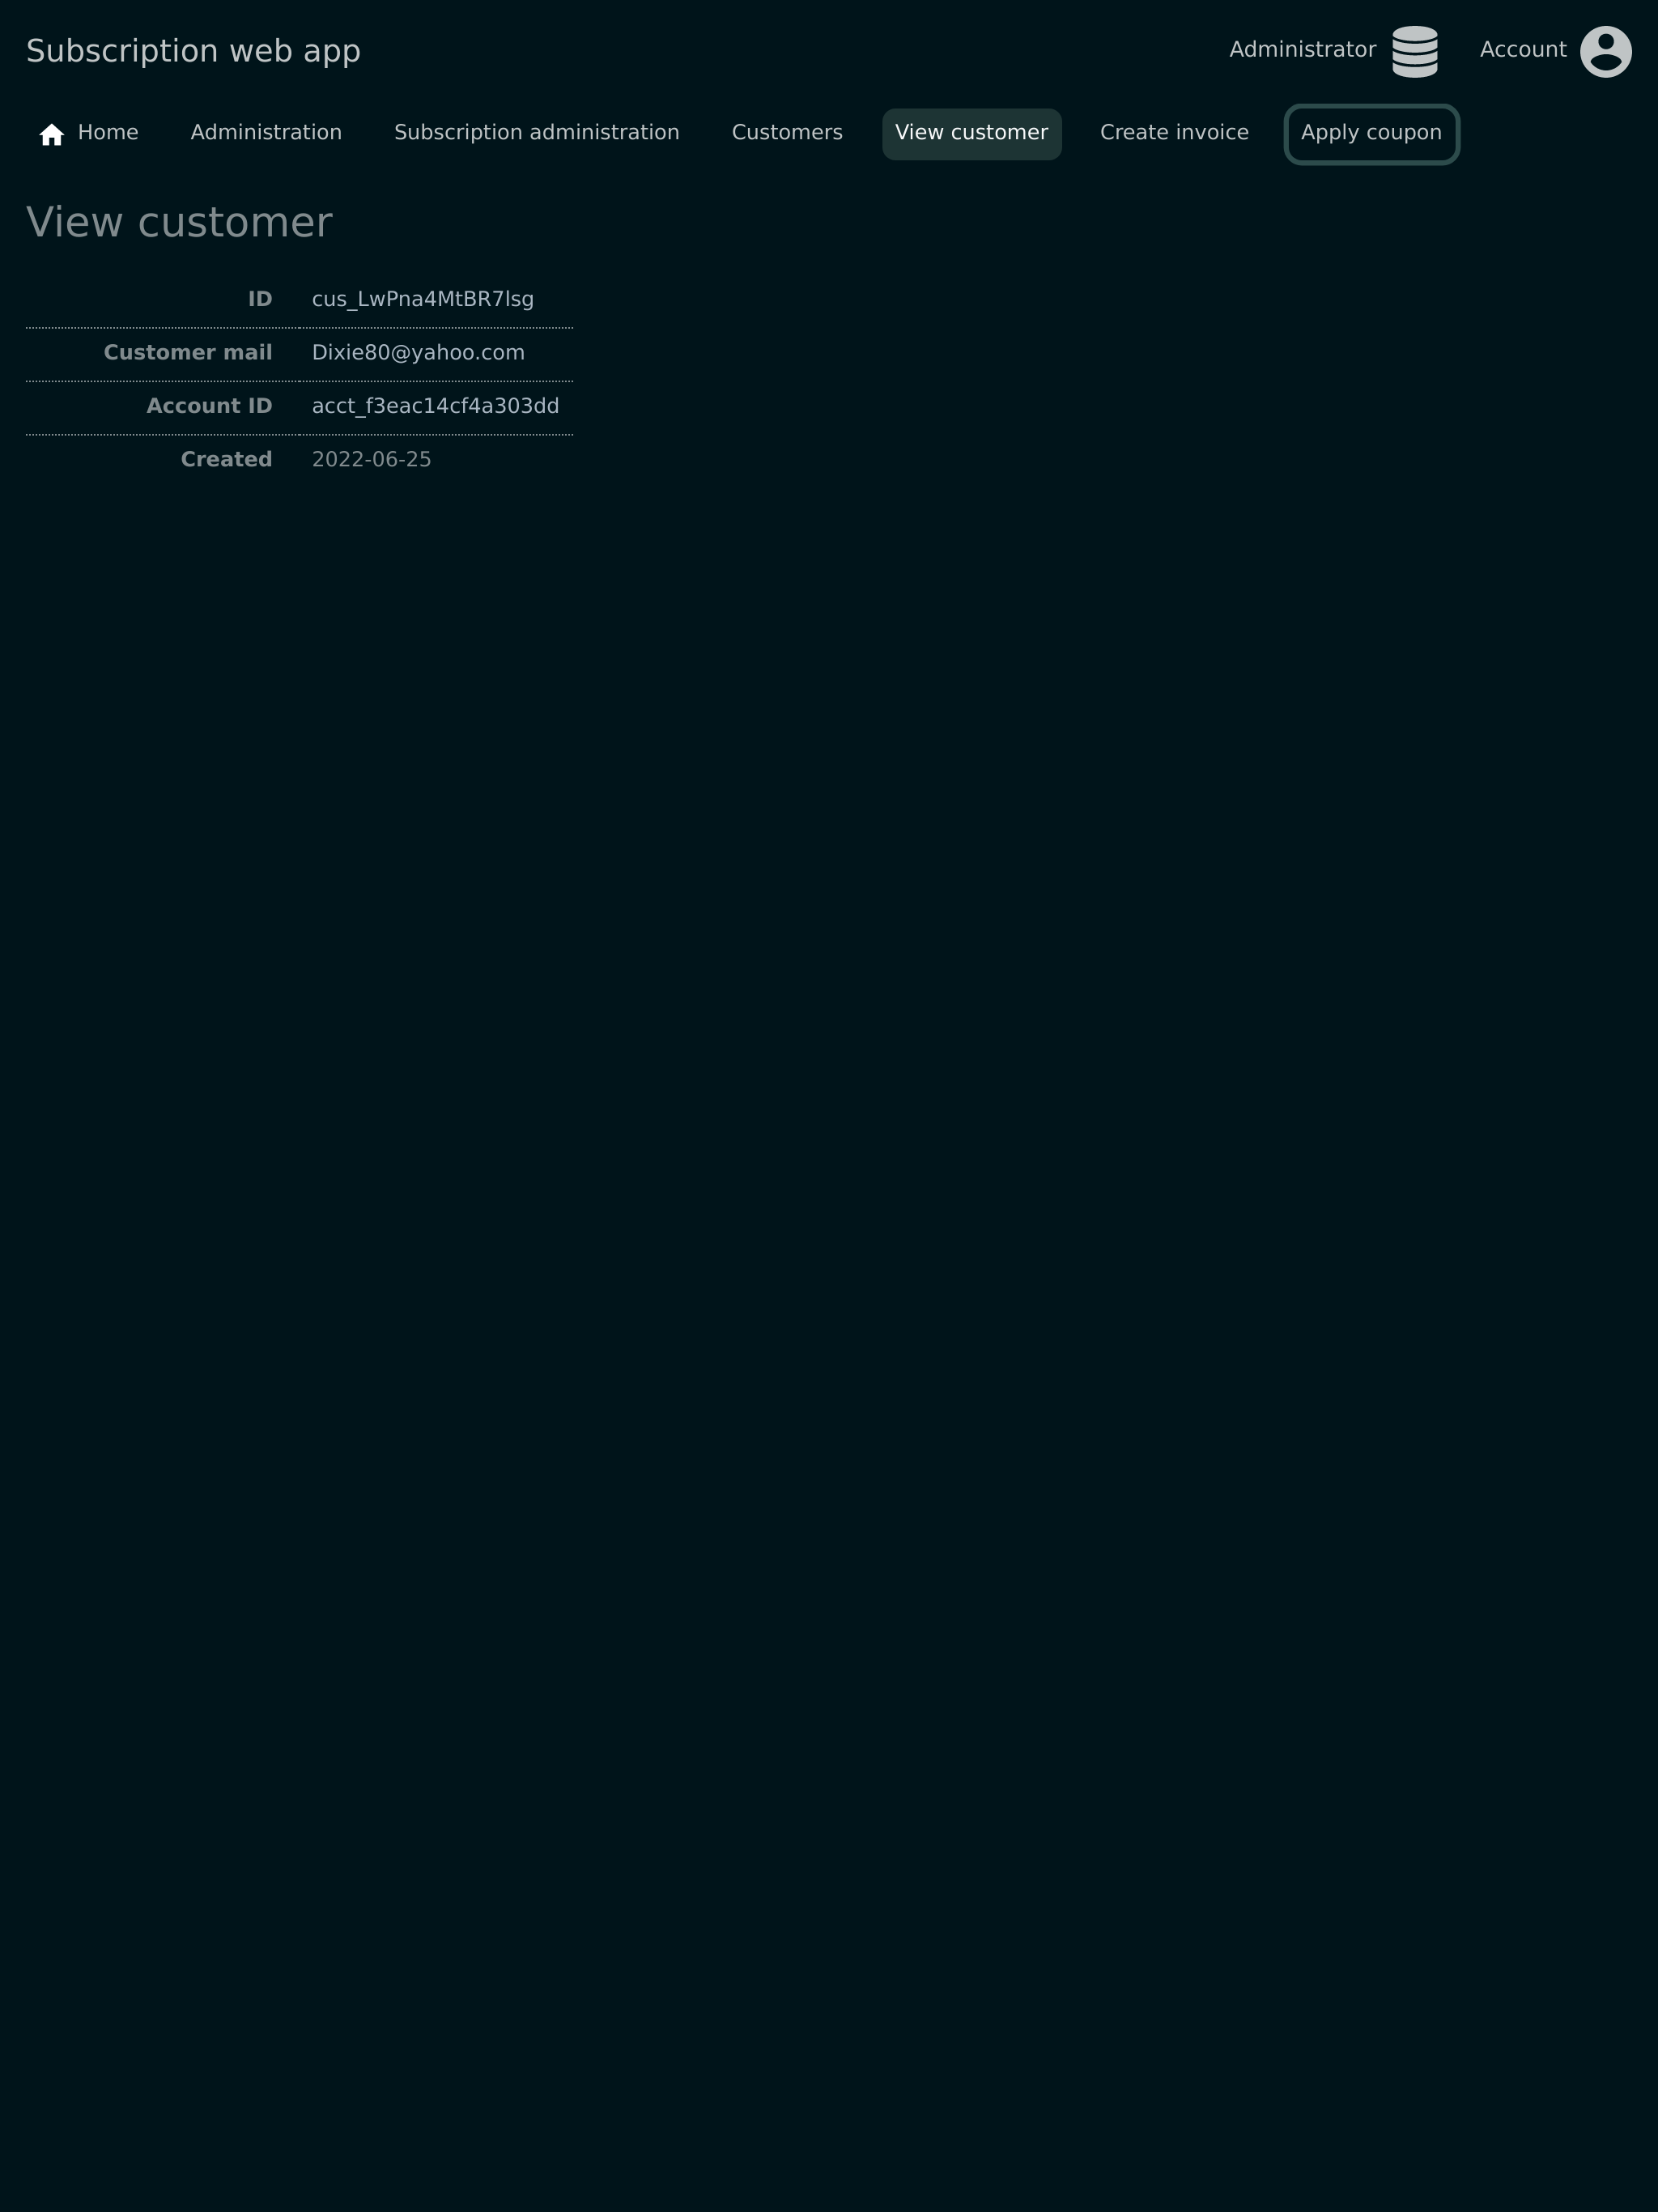 Subscription web app
Administrator Account
Home Administration Subscription administration Customers View customer Create invoice Apply coupon
View customer
ID cus_LwPna4MtBR7lsg
Customer mail Dixie80@yahoo.com
Account ID acct_f3eac14cf4a303dd
Created 2022-06-25